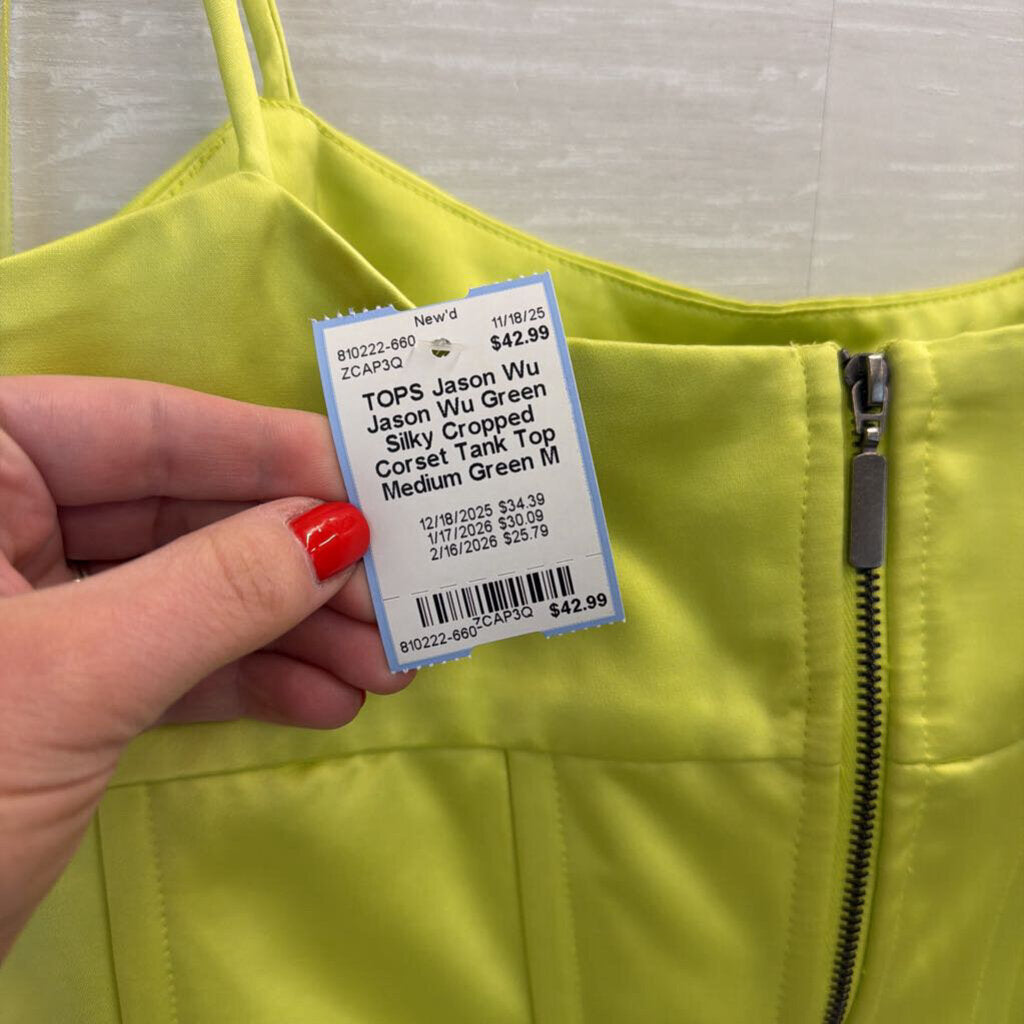 New'd
810222-660 11/18/25
ZCAP3Q $42.99
TOPS Jason Wu
Jason Wu Green
Silky Cropped
Corset Tank Top
Medium Green M
12/18/2025 $34.39
1/17/2026 $30.09
2/16/2026 $25.79
810222-660 ZCAP3Q $42.99